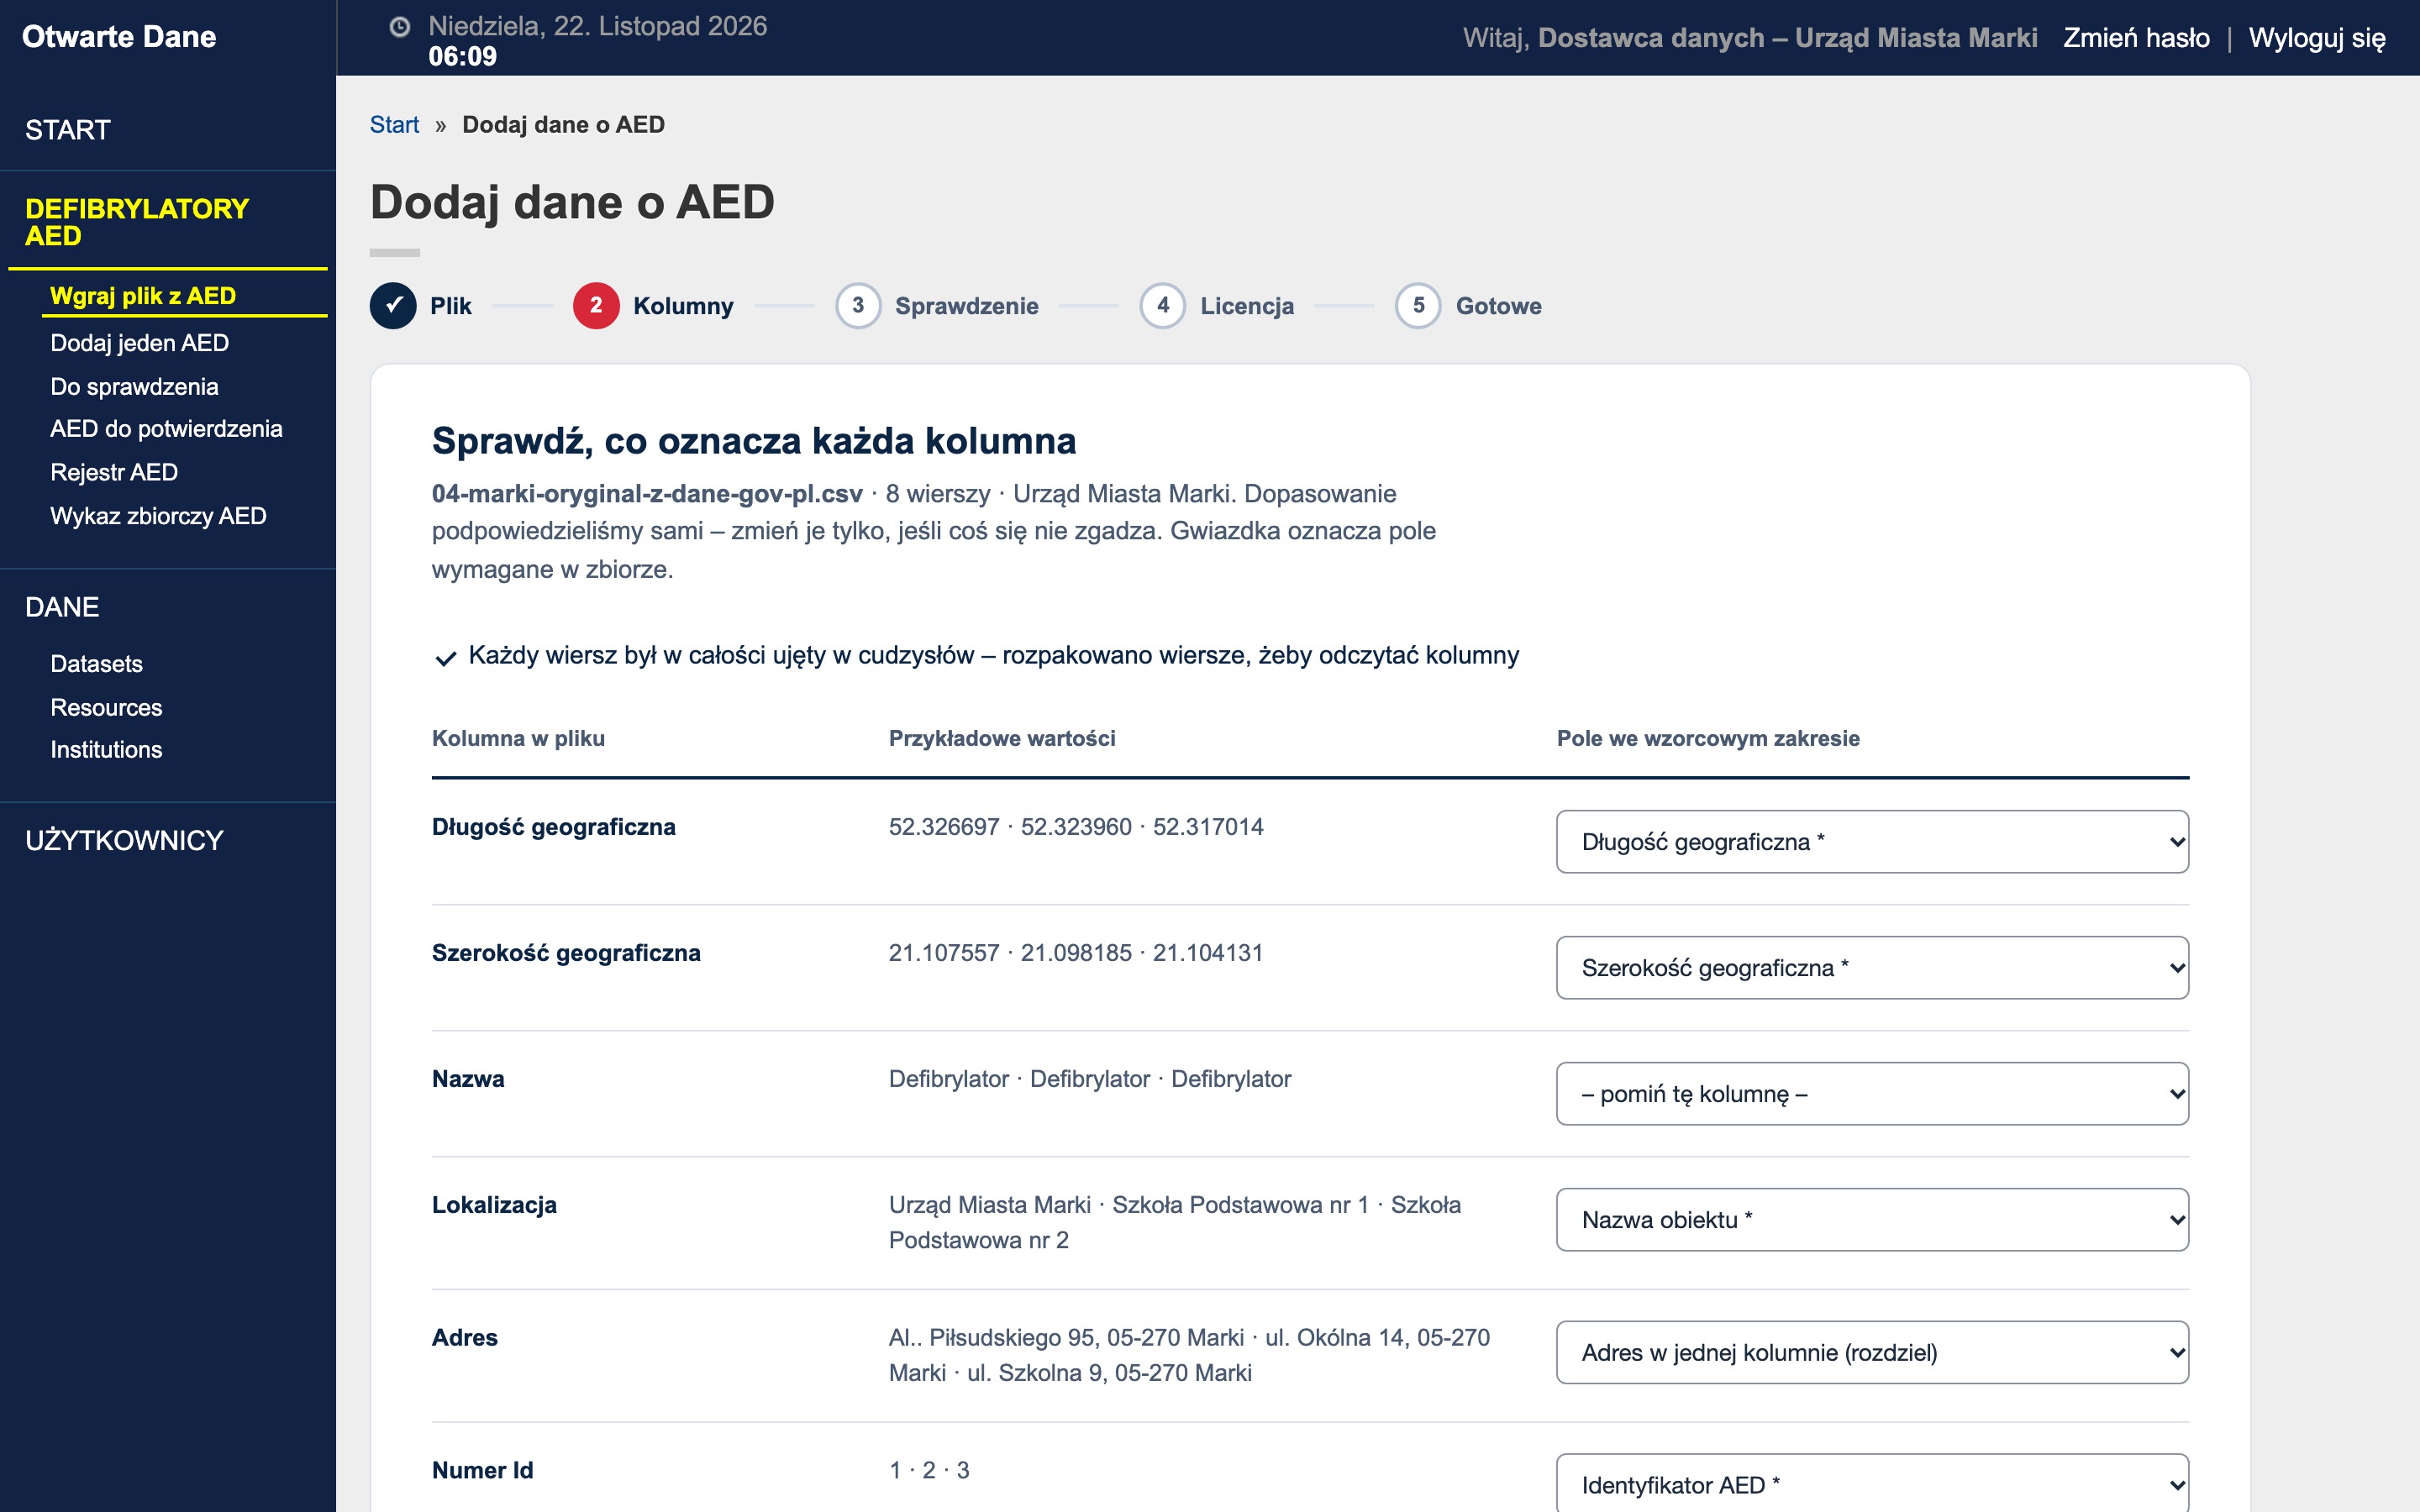 Otwarte Dane
Niedziela, 22. Listopad 2026
06:09
Witaj, Dostawca danych – Urząd Miasta Marki Zmień hasło | Wyloguj się
START
DEFIBRYLATORY
AED
Wgraj plik z AED
Dodaj jeden AED
Do sprawdzenia
AED do potwierdzenia
Rejestr AED
Wykaz zbiorczy AED
DANE
Datasets
Resources
Institutions
UŻYTKOWNICY
Start » Dodaj dane o AED
Dodaj dane o AED
✓ Plik 2 Kolumny 3 Sprawdzenie 4 Licencja 5 Gotowe
Sprawdź, co oznacza każda kolumna
04-marki-oryginal-z-dane-gov-pl.csv · 8 wierszy · Urząd Miasta Marki. Dopasowanie
podpowiedzieliśmy sami – zmień je tylko, jeśli coś się nie zgadza. Gwiazdka oznacza pole
wymagane w zbiorze.
✓ Każdy wiersz był w całości ujęty w cudzysłów – rozpakowano wiersze, żeby odczytać kolumny
Kolumna w pliku Przykładowe wartości Pole we wzorcowym zakresie
Długość geograficzna 52.326697 · 52.323960 · 52.317014 Długość geograficzna *
Szerokość geograficzna 21.107557 · 21.098185 · 21.104131 Szerokość geograficzna *
Nazwa Defibrylator · Defibrylator · Defibrylator – pomiń tę kolumnę –
Lokalizacja Urząd Miasta Marki · Szkoła Podstawowa nr 1 · Szkoła
Podstawowa nr 2 Nazwa obiektu *
Adres Al.. Piłsudskiego 95, 05-270 Marki · ul. Okólna 14, 05-270
Marki · ul. Szkolna 9, 05-270 Marki Adres w jednej kolumnie (rozdziel)
Numer Id 1 · 2 · 3 Identyfikator AED *